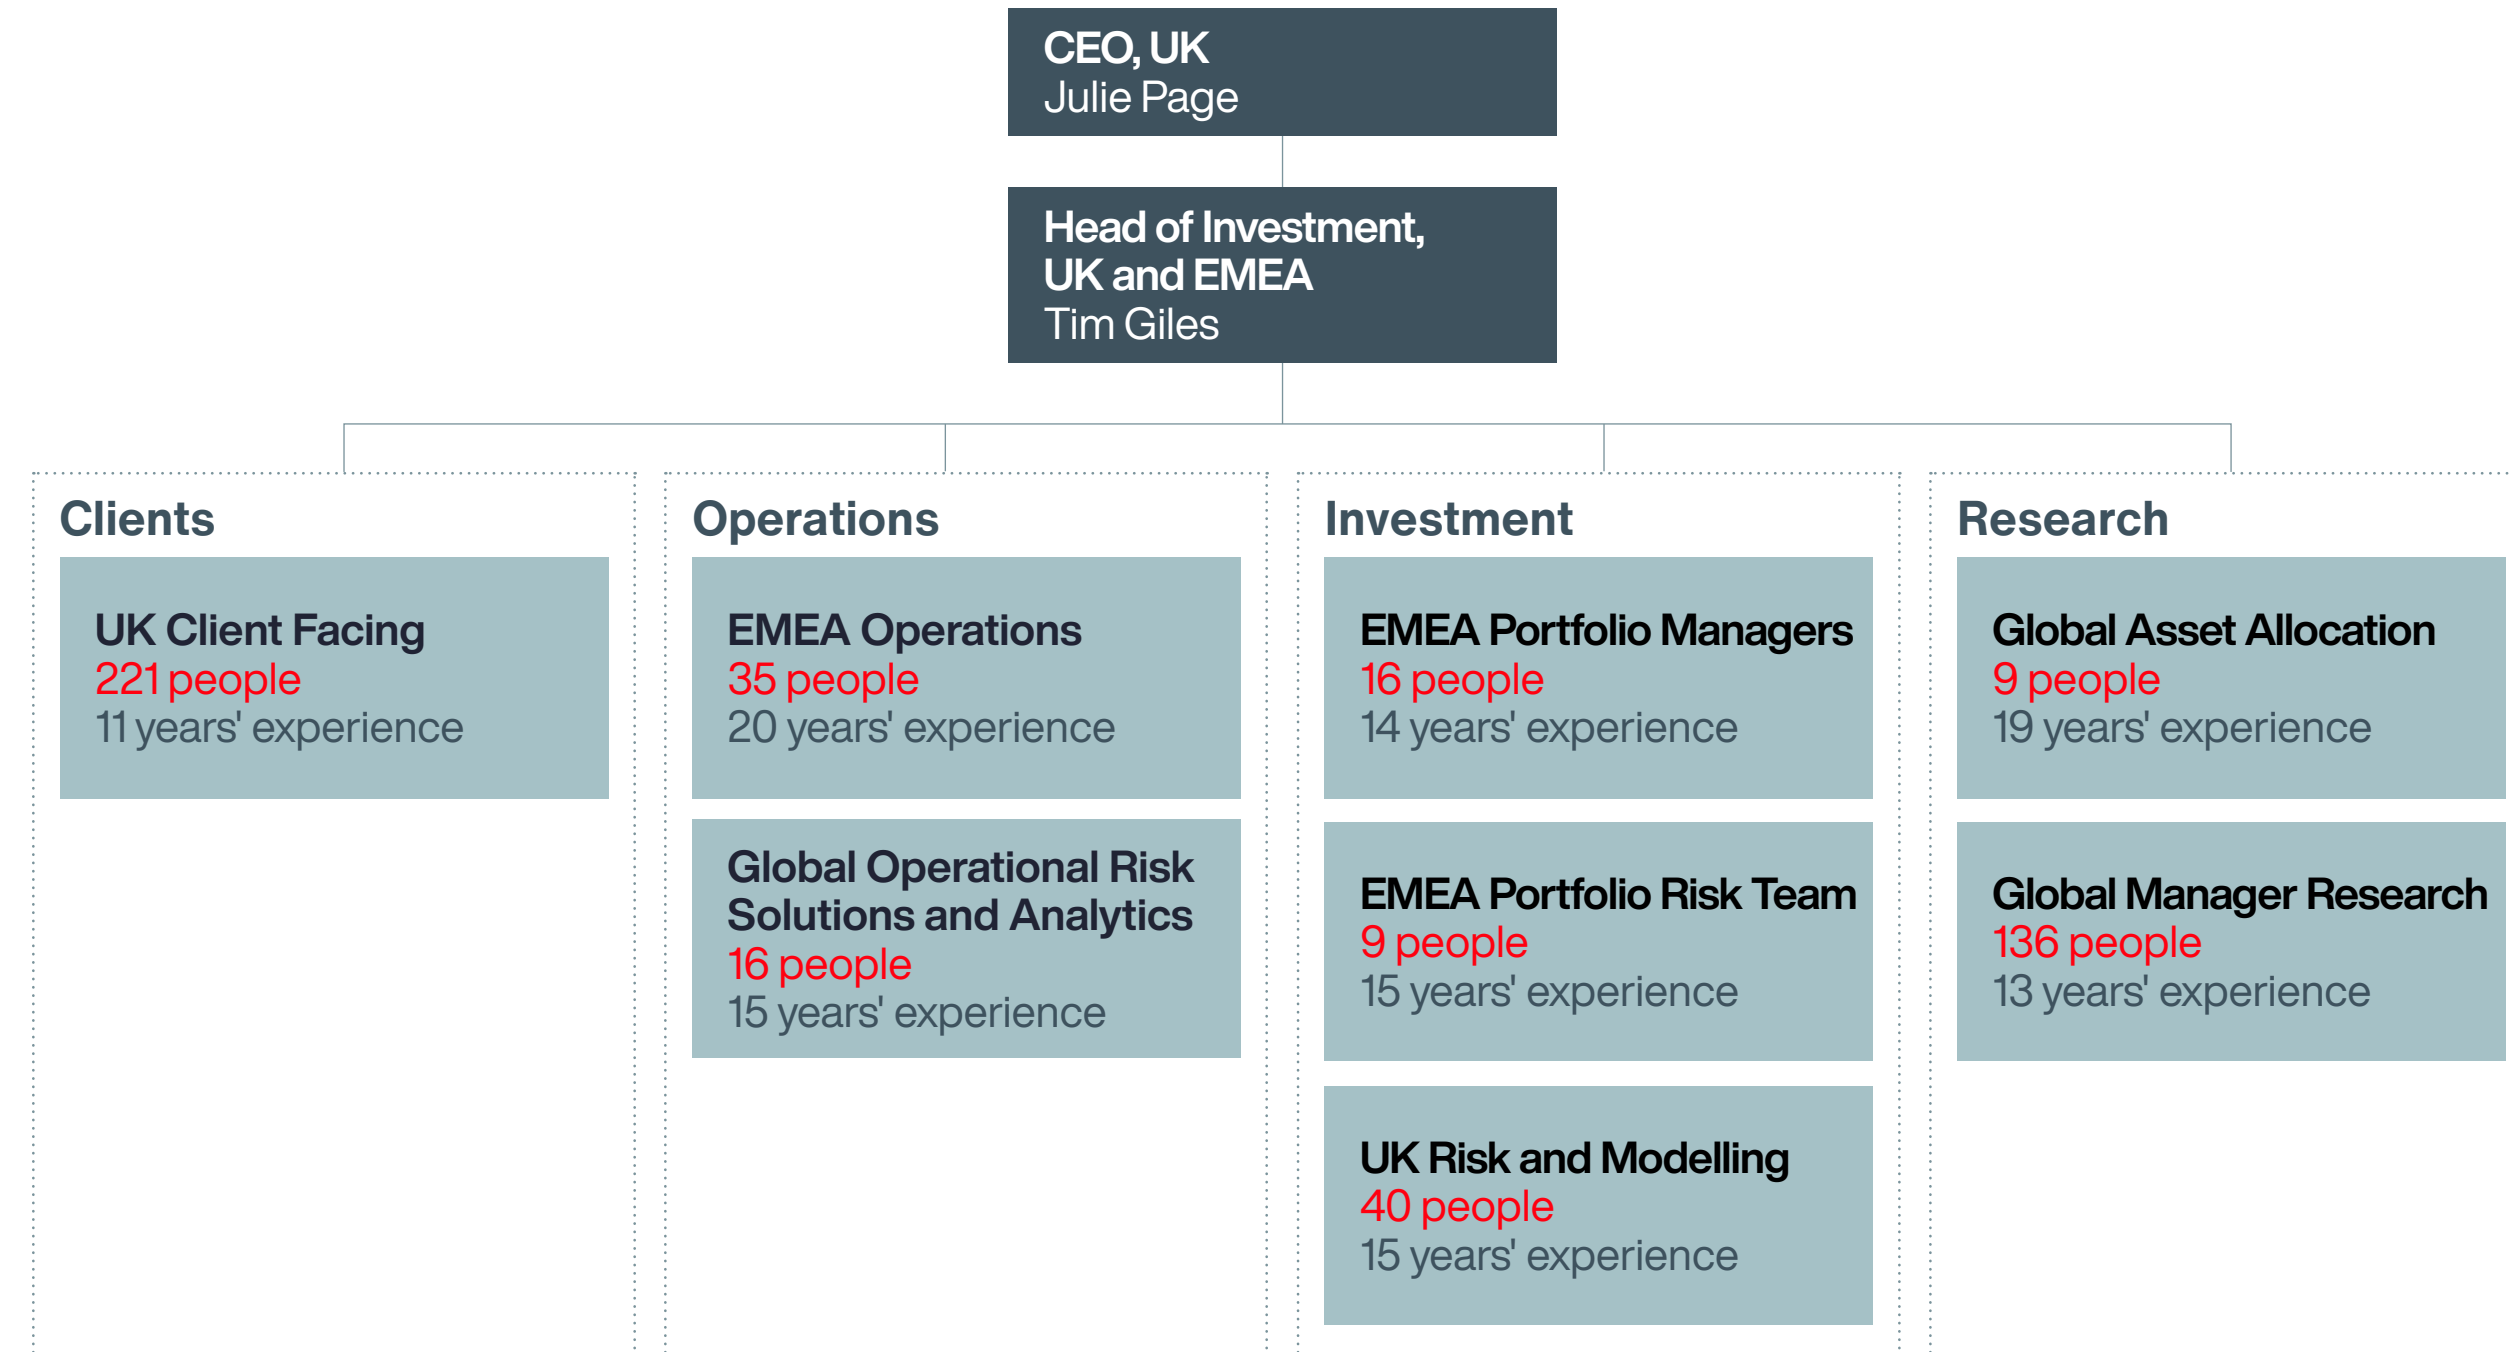 CEO, UK
Julie Page
Head of Investment,
UK and EMEA
Tim Giles
Clients
UK Client Facing
221 people
11 years' experience
Operations
EMEA Operations
35 people
20 years' experience
Global Operational Risk
Solutions and Analytics
16 people
15 years' experience
Investment
EMEA Portfolio Managers
16 people
14 years' experience
EMEA Portfolio Risk Team
9 people
15 years' experience
UK Risk and Modelling
40 people
15 years' experience
Research
Global Asset Allocation
9 people
19 years' experience
Global Manager Research
136 people
13 years' experience